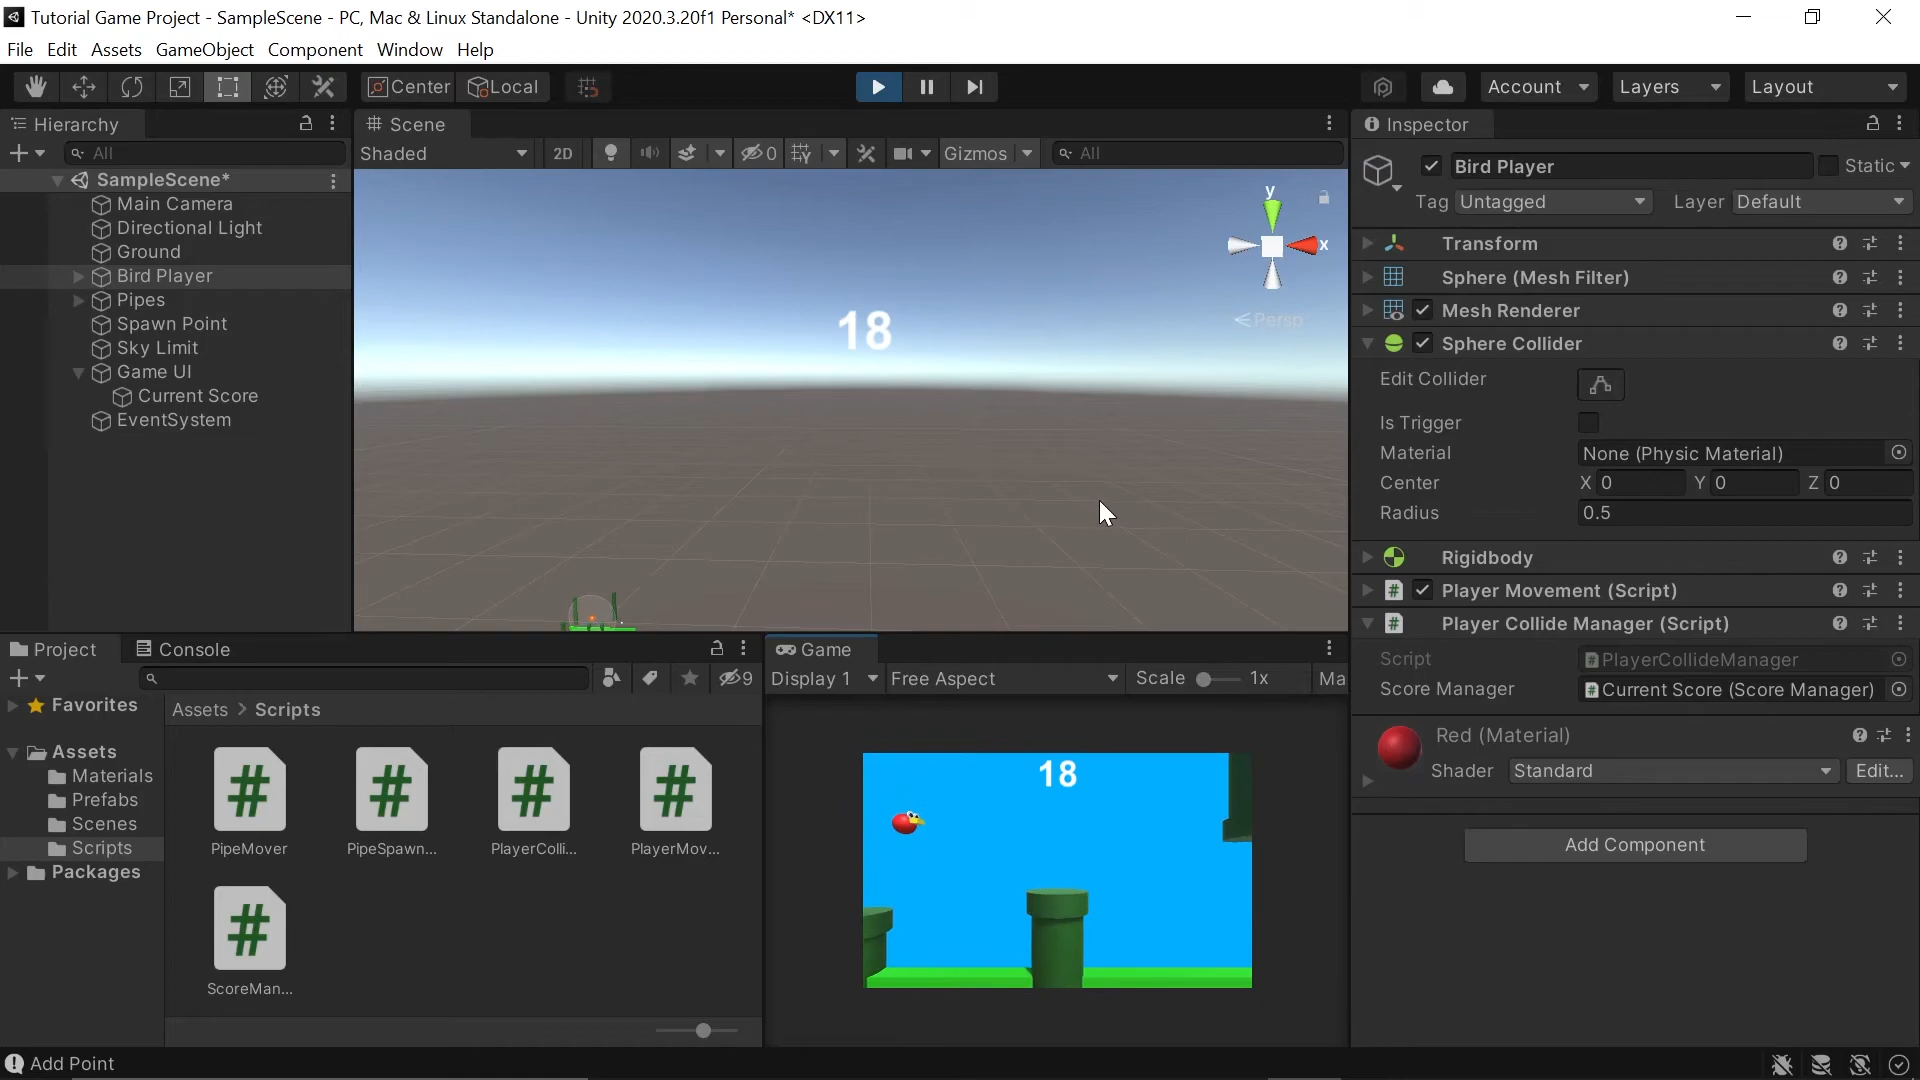 Tutorial Game Project - SampleScene - PC, Mac & Linux Standalone - Unity 2020.3.20f1 Personal* <DX11>
File Edit Assets GameObject Component Window Help
Center Local Account Layers Layout
Hierarchy
All
SampleScene*
Main Camera
Directional Light
Ground
Bird Player
Pipes
Spawn Point
Sky Limit
Game UI
Current Score
EventSystem
Scene
Shaded 2D 0 Gizmos All
y
x
Persp
18
Inspector
Bird Player Static
Tag Untagged Layer Default
Transform
Sphere (Mesh Filter)
Mesh Renderer
Sphere Collider
Edit Collider
Is Trigger
Material None (Physic Material)
Center X 0 Y 0 Z 0
Radius 0.5
Rigidbody
# Player Movement (Script)
# Player Collide Manager (Script)
Script # PlayerCollideManager
Score Manager # Current Score (Score Manager)
Red (Material)
Shader Standard Edit...
Add Component
Project Console
9
Favorites
Assets
Materials
Prefabs
Scenes
Scripts
Packages
Assets > Scripts
# # # #
PipeMover PipeSpawn... PlayerColli... PlayerMov...
#
ScoreMan...
Game
Display 1 Free Aspect Scale 1x Ma
18
Add Point